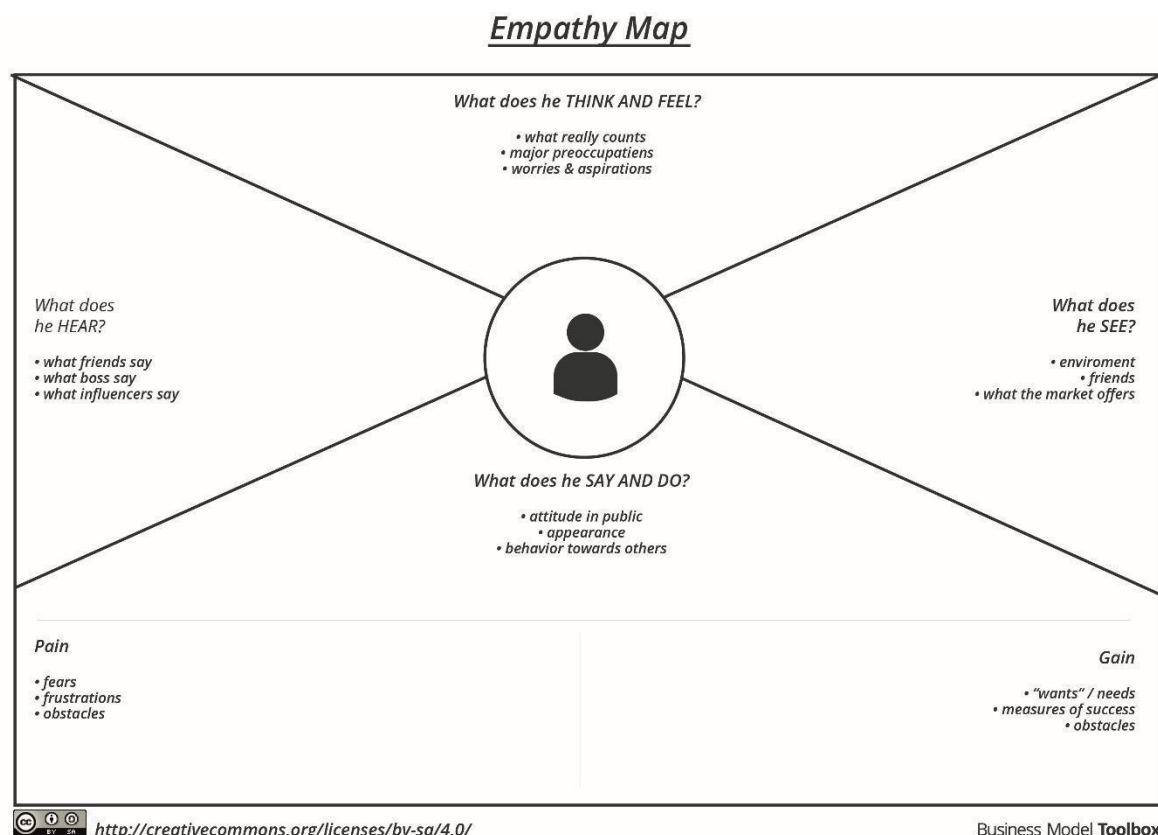 Empathy Map
What does he THINK AND FEEL?
• what really counts
• major preoccupatiens
• worries & aspirations
What does
he HEAR?
• what friends say
• what boss say
• what influencers say
What does
he SEE?
• enviroment
• friends
• what the market offers
What does he SAY AND DO?
• attitude in public
• appearance
• behavior towards others
Pain
• fears
• frustrations
• obstacles
Gain
• “wants” / needs
• measures of success
• obstacles
cc BY SA http://creativecommons.org/licenses/by-sa/4.0/
Business Model Toolbox